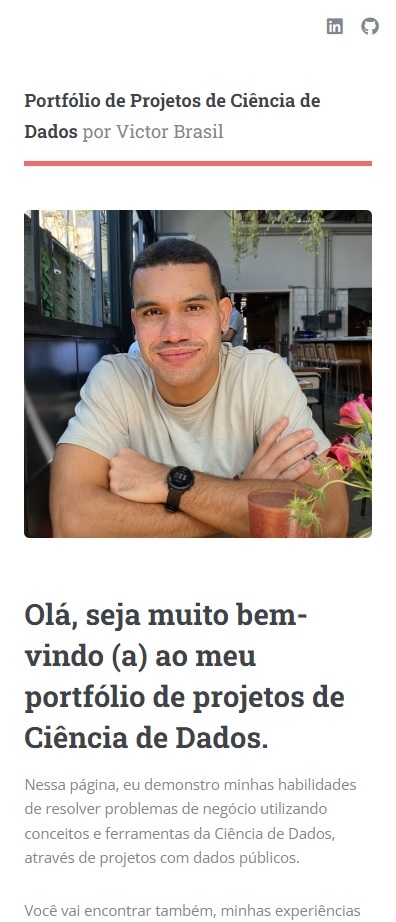 Portfólio de Projetos de Ciência de
Dados por Victor Brasil
Olá, seja muito bem-
vindo (a) ao meu
portfólio de projetos de
Ciência de Dados.
Nessa página, eu demonstro minhas habilidades
de resolver problemas de negócio utilizando
conceitos e ferramentas da Ciência de Dados,
através de projetos com dados públicos.
Você vai encontrar também, minhas experiências